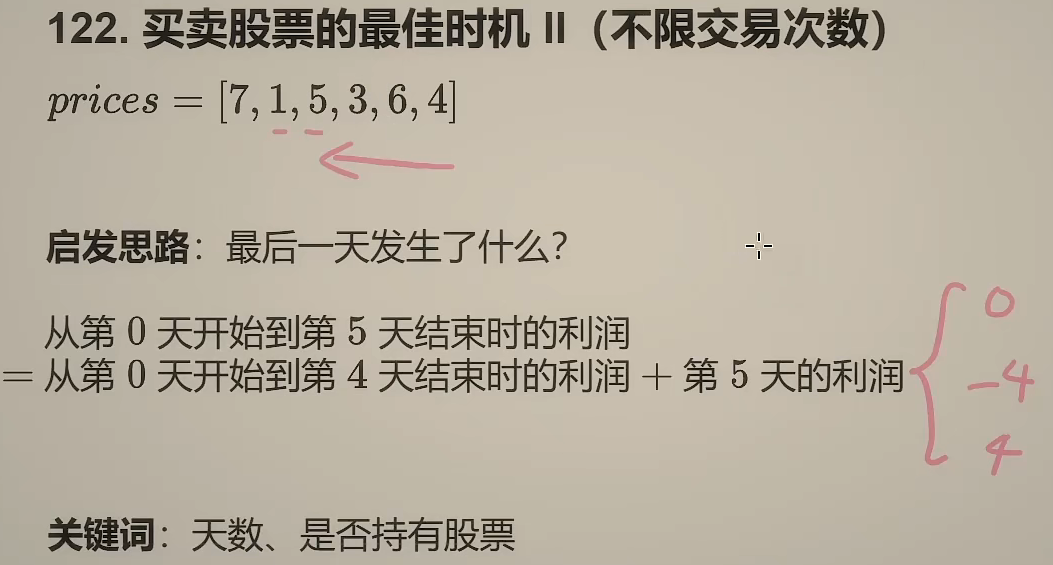 122. 买卖股票的最佳时机 II（不限交易次数）
prices = [7, 1, 5, 3, 6, 4]
启发思路：最后一天发生了什么？
从第 0 天开始到第 5 天结束时的利润
= 从第 0 天开始到第 4 天结束时的利润 + 第 5 天的利润
0
-4
4
关键词：天数、是否持有股票